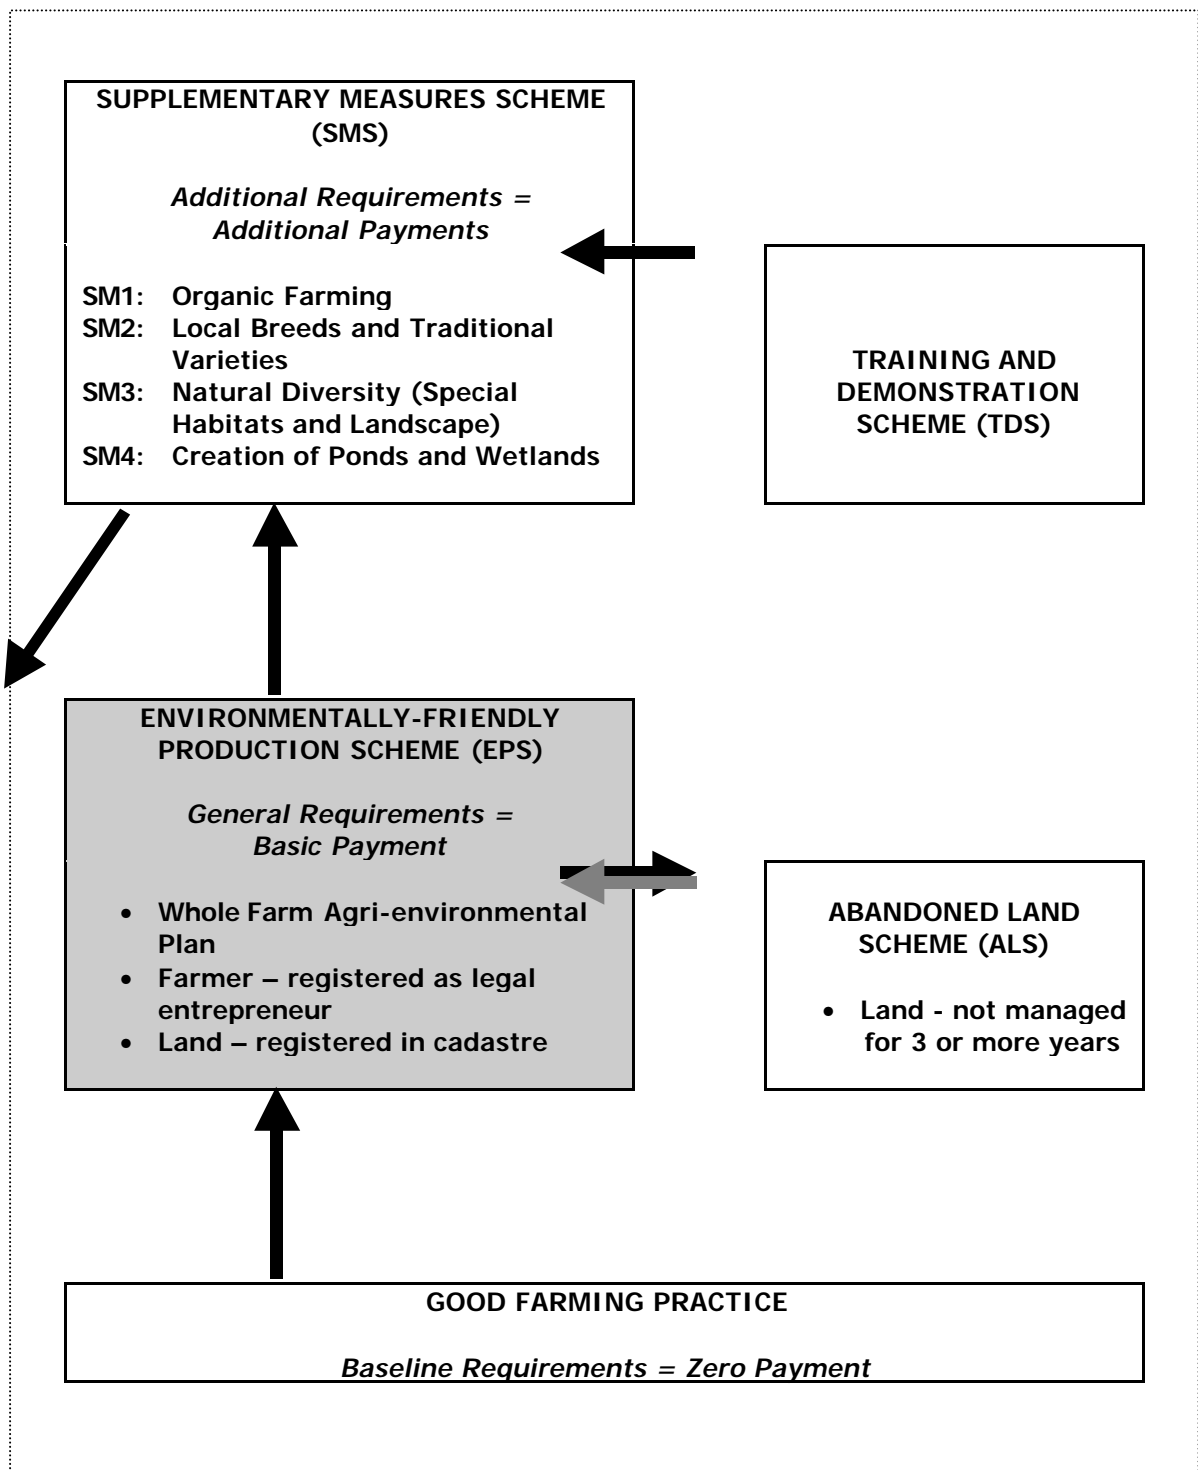 SUPPLEMENTARY MEASURES SCHEME
(SMS)
Additional Requirements =
Additional Payments
SM1: Organic Farming
SM2: Local Breeds and Traditional
Varieties
SM3: Natural Diversity (Special
Habitats and Landscape)
SM4: Creation of Ponds and Wetlands
TRAINING AND
DEMONSTRATION
SCHEME (TDS)
ENVIRONMENTALLY-FRIENDLY
PRODUCTION SCHEME (EPS)
General Requirements =
Basic Payment
• Whole Farm Agri-environmental
Plan
• Farmer – registered as legal
entrepreneur
• Land – registered in cadastre
ABANDONED LAND
SCHEME (ALS)
• Land - not managed
for 3 or more years
GOOD FARMING PRACTICE
Baseline Requirements = Zero Payment